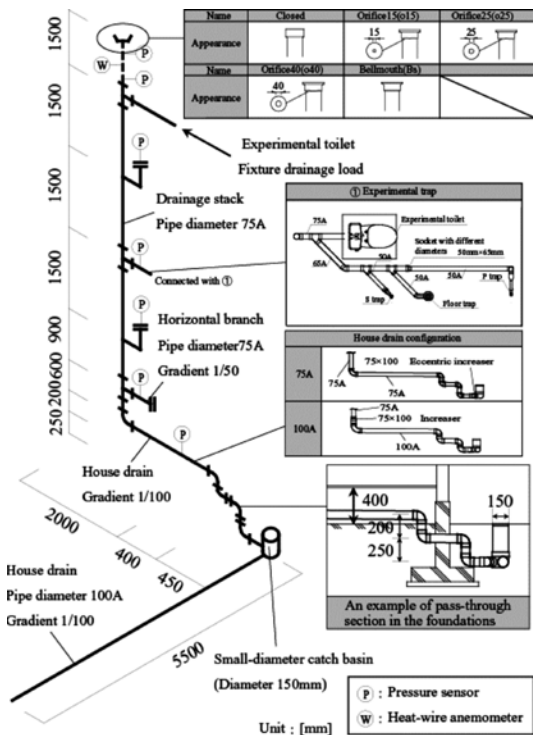 Name Closed Orifice15(o15) Orifice25(o25)
Appearance 15 25
Name Orifice40(o40) Bellmouth(Bs)
Appearance 40
1500
1500
1500
1500
900
600
200
250
P
W
P
P
P
P
P
Experimental toilet
Fixture drainage load
Drainage stack
Pipe diameter 75A
Connected with ①
Horizontal branch
Pipe diameter75A
Gradient 1/50
① Experimental trap
75A
Experimental toilet
65A
50A
Socket with different
diameters
50mm×65mm
50A
50A
P trap
S trap
Floor trap
House drain configuration
75A
75×100
Eccentric increaser
75A
75A
100A
75A
75×100
Increaser
100A
House drain
Gradient 1/100
2000
400
450
5500
House drain
Pipe diameter 100A
Gradient 1/100
400
200
250
150
An example of pass-through
section in the foundations
Small-diameter catch basin
(Diameter 150mm)
P : Pressure sensor
W : Heat-wire anemometer
Unit : [mm]